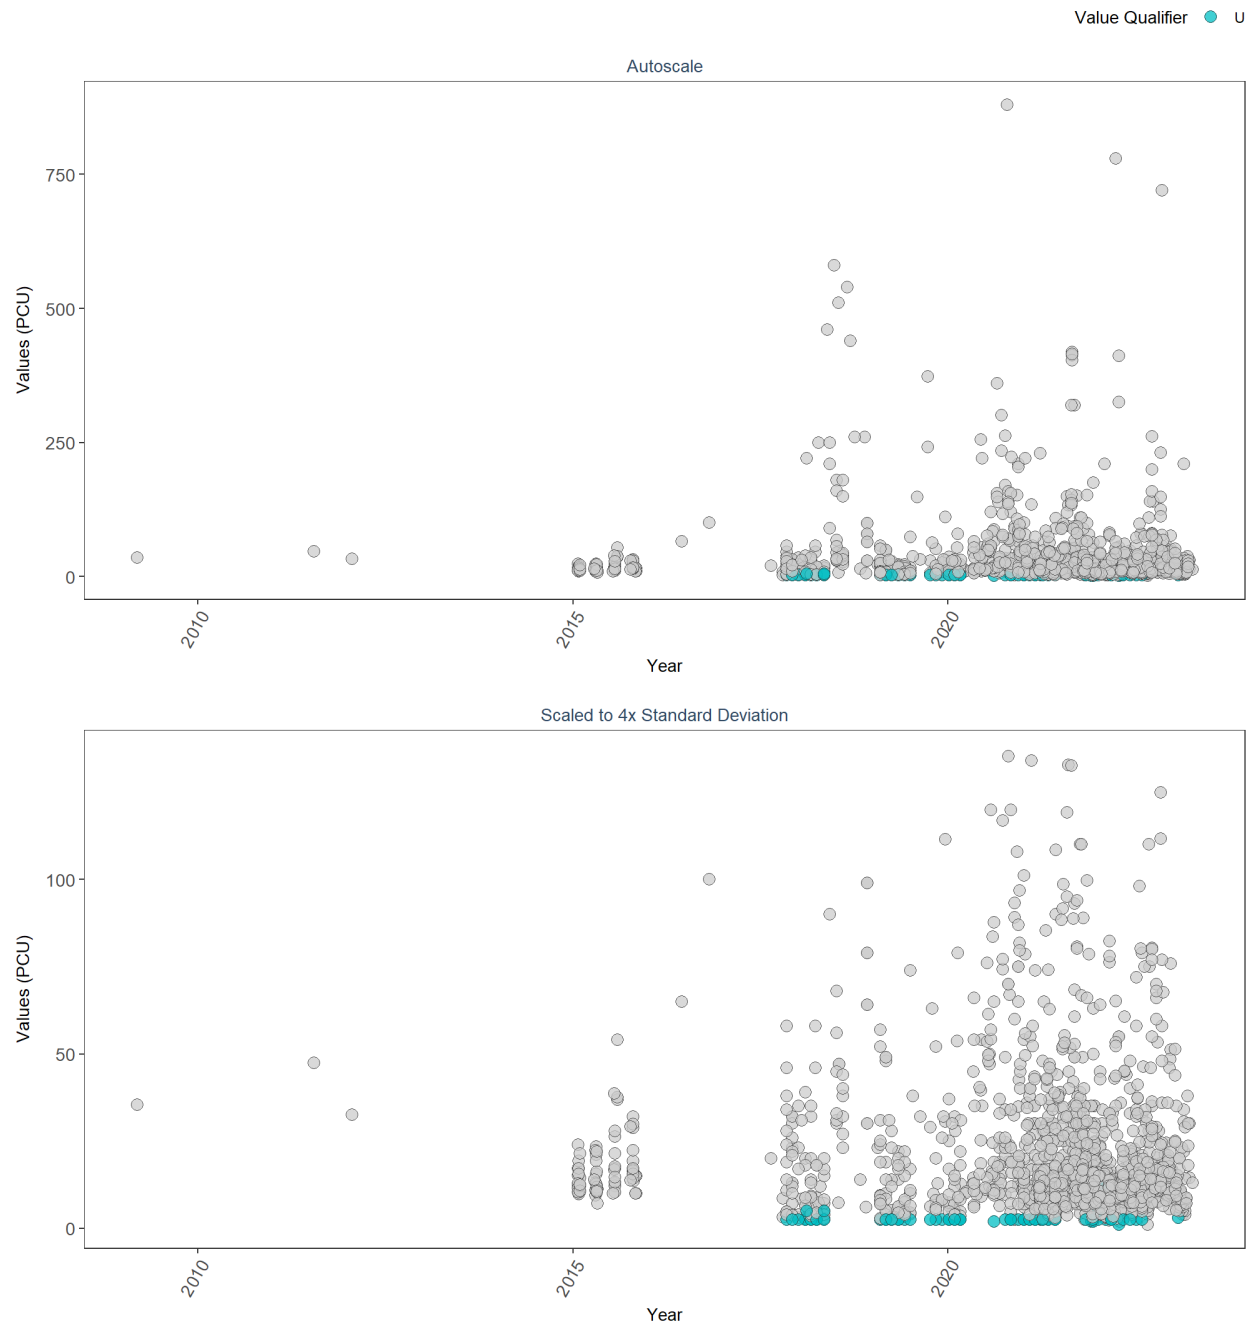 Value Qualifier U
Autoscale
Values (PCU)
750
500
250
0
2010
2015
2020
Year
Scaled to 4x Standard Deviation
Values (PCU)
100
50
0
2010
2015
2020
Year